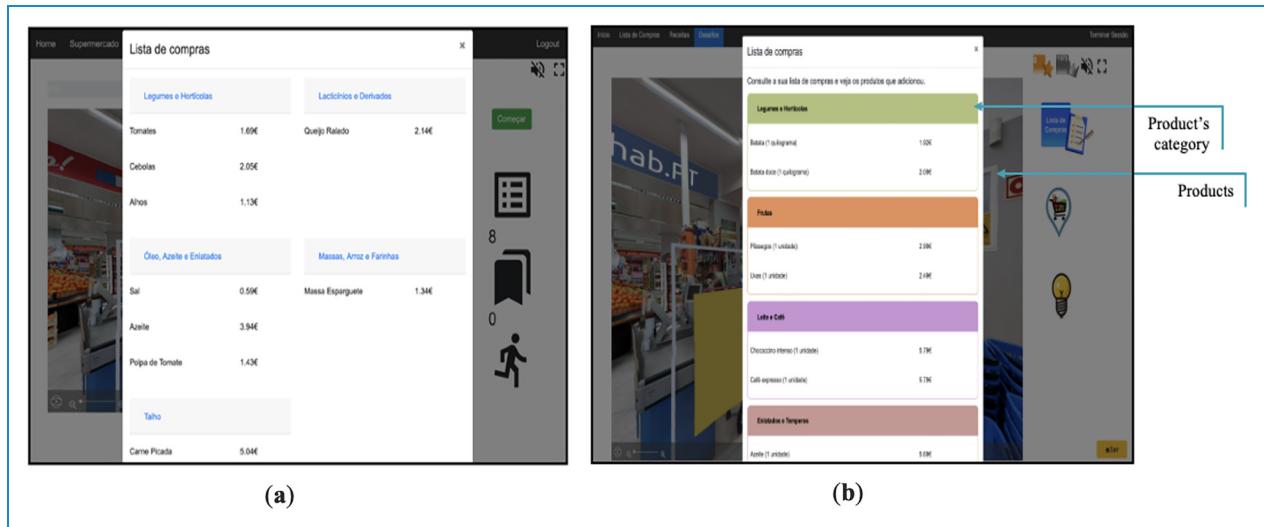 Home Supermercado
Lista de compras
x
Logout
Legumes e Hortícolas
Lacticínios e Derivados
Tomates 1.69€
Queijo Ralado 2.14€
Cebolas 2.05€
Alhos 1.13€
Óleo, Azeite e Enlatados
Massas, Arroz e Farinhas
Sal 0.59€
Massa Esparguete 1.34€
Azeite 3.94€
Polpa de Tomate 1.43€
Talho
Carne Picada 5.04€
Começar
8
0
(a)
Início Lista de Compras Receitas Desafios
Terminar Sessão
Lista de compras
x
Consulte a sua lista de compras e veja os produtos que adicionou.
Legumes e Hortícolas
Batata (1 quilograma) 1.92€
Batata doce (1 quilograma)
Frutas
Pêssegos (1 unidade)
Uvas (1 unidade) 2.49€
Leite e Café
Chococcino intenso (1 unidade) 5.79€
Café expresso (1 unidade) 5.79€
Enlatados e Temperos
Azeite (1 unidade) 5.69€
hab.PT
Lista de
Compras
Product's
category
Products
(b)